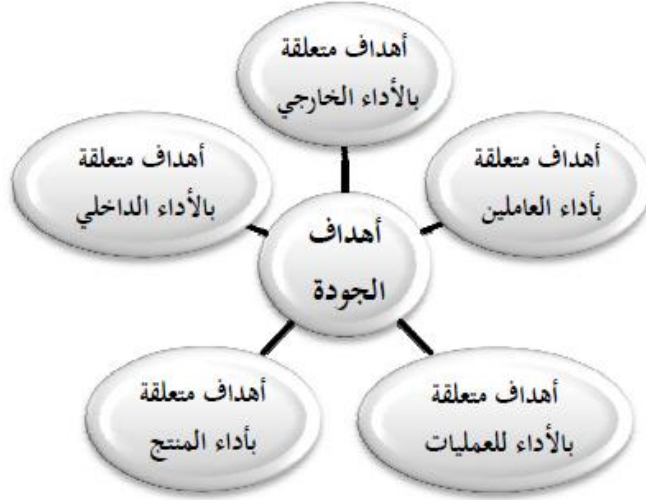 أهداف متعلقة
بالأداء الخارجي
أهداف متعلقة
بأداء العاملين
أهداف متعلقة
بالأداء الداخلي
أهداف
الجودة
أهداف متعلقة
بالأداء للعمليات
أهداف متعلقة
بأداء المنتج